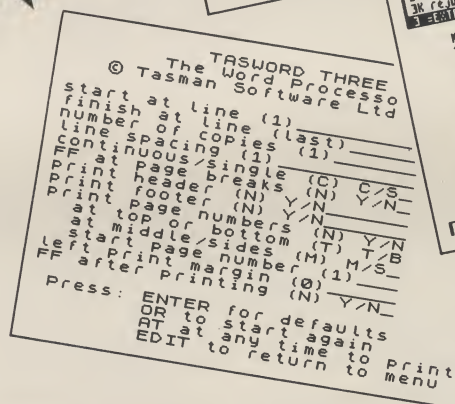 TASWORD THREE
The Word Processo
© Tasman Software Ltd
start at line (1)
finish at line (last)
number of copies (1)
line spacing (1)
continuous/single (C) C/S
FF at page breaks (N) Y/N
print header (N) Y/N
print footer (N) Y/N
print page numbers (N) Y/N
at top or bottom (T) T/B
at middle/sides (M) M/S
start page number (1)
left print margin (0)
FF after printing (N) Y/N
Press: ENTER for defaults
OR to start again
AT at any time to print
EDIT to return to menu